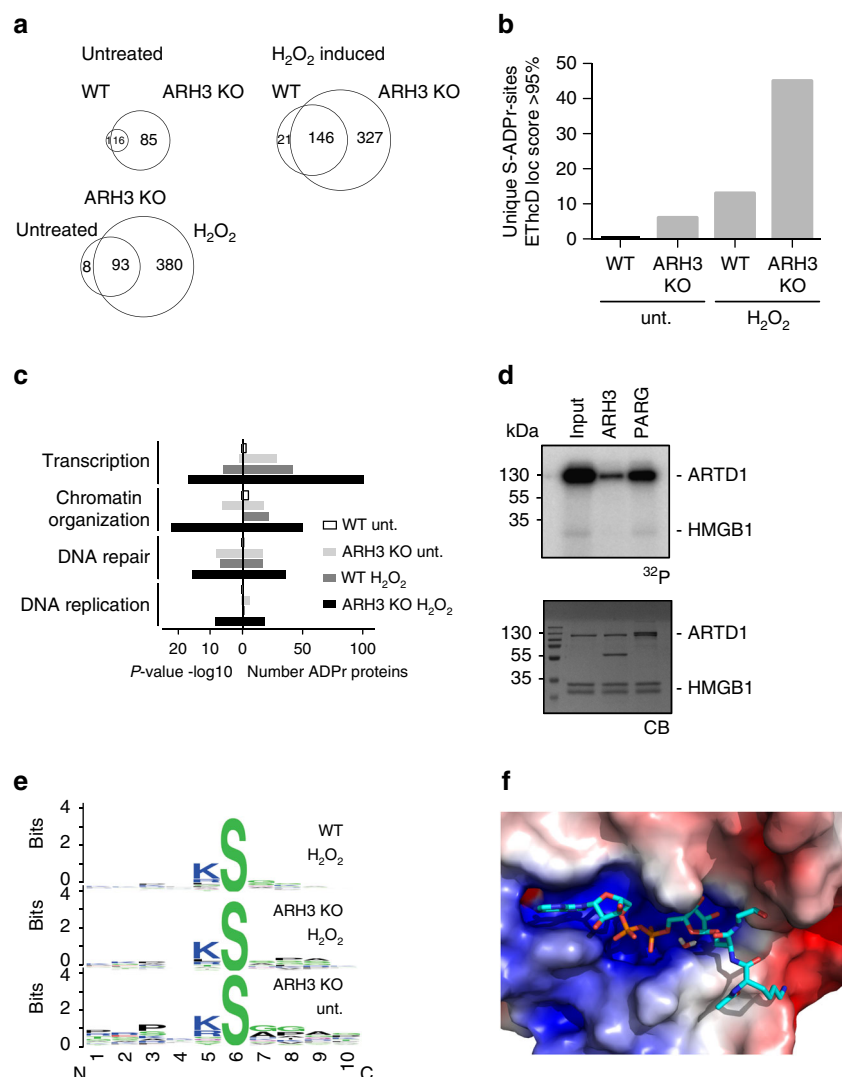 a
Untreated
WT ARH3 KO
1 16 85
H2O2 induced
WT ARH3 KO
21 146 327
ARH3 KO
Untreated H2O2
8 93 380
b
Unique S-ADPr-sites
EThcD loc score >95%
50
40
30
20
10
0
WT ARH3 KO WT ARH3 KO
unt. H2O2
c
Transcription
Chromatin
organization
DNA repair
DNA replication
WT unt.
ARH3 KO unt.
WT H2O2
ARH3 KO H2O2
20 10 0 50 100
P-value -log10 Number ADPr proteins
d
kDa Input ARH3 PARG
130 - ARTD1
55
35
- HMGB1
32P
130 - ARTD1
55
35
- HMGB1
CB
e
Bits
4
2
0
WT
H2O2
K S
Bits
4
2
0
ARH3 KO
H2O2
K S
Bits
4
2
0
ARH3 KO
unt.
P K S G G A
1 2 3 4 5 6 7 8 9 10
N C
f